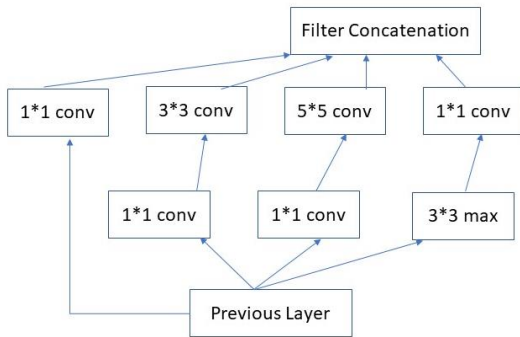 Filter Concatenation
1*1 conv
3*3 conv
5*5 conv
1*1 conv
1*1 conv
1*1 conv
3*3 max
Previous Layer